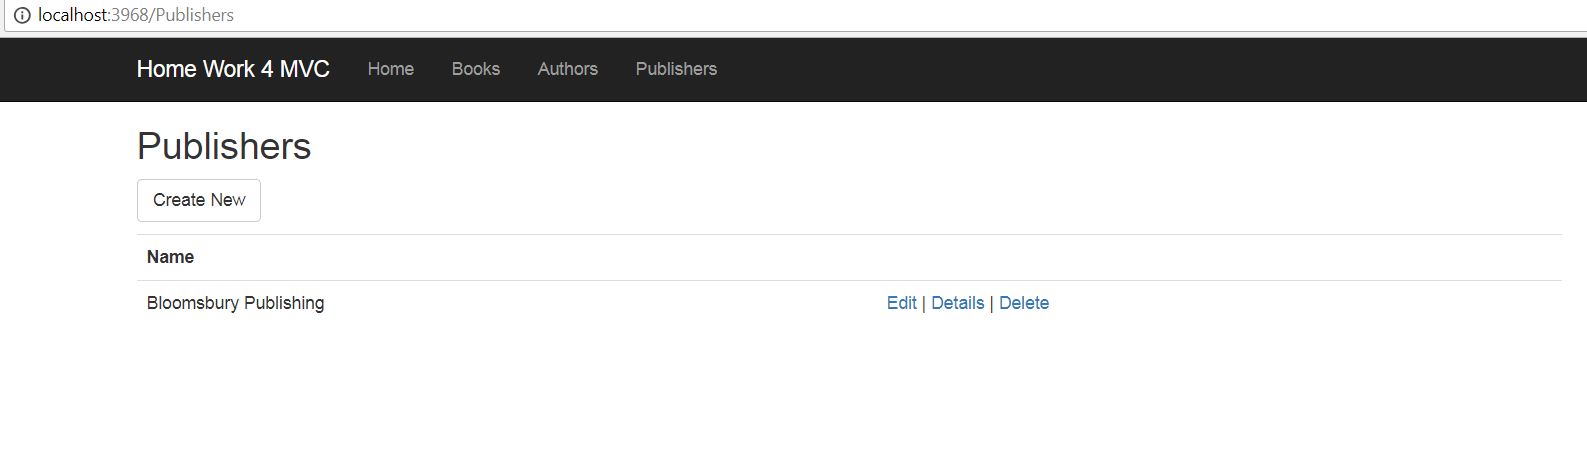 localhost:3968/Publishers
Home Work 4 MVC Home Books Authors Publishers
Publishers
Create New
Name
Bloomsbury Publishing Edit | Details | Delete